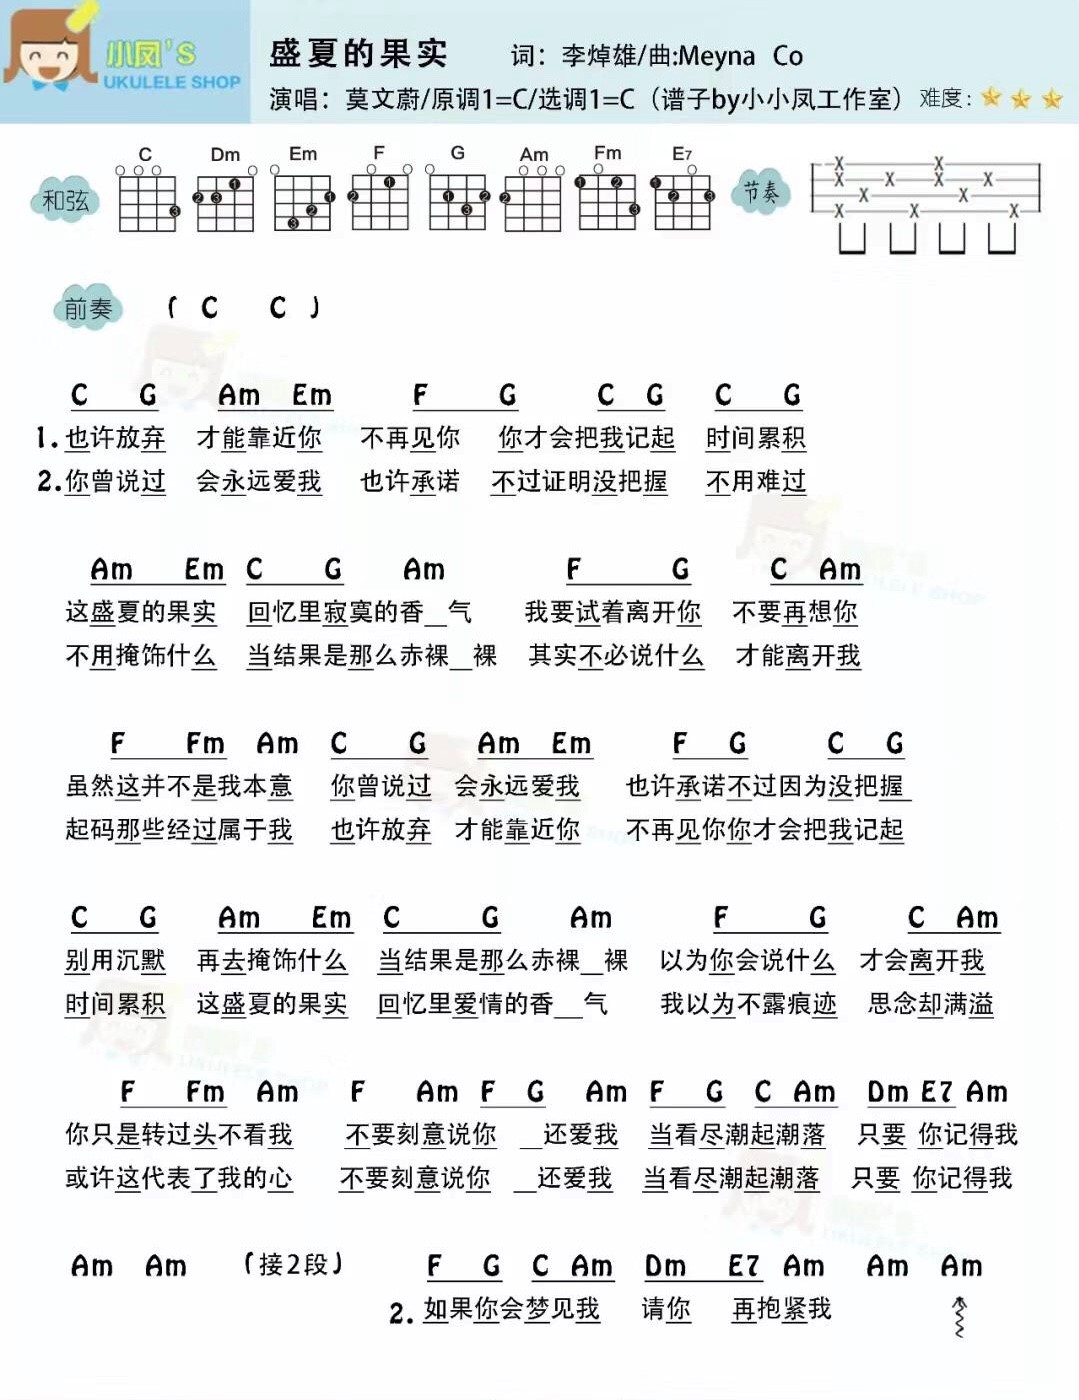 小凤'S
UKULELE SHOP
盛夏的果实 词：李焯雄/曲:Meyna Co
演唱：莫文蔚/原调1=C/选调1=C（谱子by小小凤工作室）难度：
和弦 C Dm Em F G Am Fm E7 节奏
前奏 ( C C )
C G Am Em F G C G C G
1.也许放弃 才能靠近你 不再见你 你才会把我记起 时间累积
2.你曾说过 会永远爱我 也许承诺 不过证明没把握 不用难过
Am Em C G Am F G C Am
这盛夏的果实 回忆里寂寞的香__气 我要试着离开你 不要再想你
不用掩饰什么 当结果是那么赤裸__裸 其实不必说什么 才能离开我
F Fm Am C G Am Em F G C G
虽然这并不是我本意 你曾说过 会永远爱我 也许承诺不过因为没把握
起码那些经过属于我 也许放弃 才能靠近你 不再见你你才会把我记起
C G Am Em C G Am F G C Am
别用沉默 再去掩饰什么 当结果是那么赤裸__裸 以为你会说什么 才会离开我
时间累积 这盛夏的果实 回忆里爱情的香__气 我以为不露痕迹 思念却满溢
F Fm Am F Am F G Am F G C Am Dm E7 Am
你只是转过头不看我 不要刻意说你 __还爱我 当看尽潮起潮落 只要 你记得我
或许这代表了我的心 不要刻意说你 __还爱我 当看尽潮起潮落 只要 你记得我
Am Am (接2段) F G C Am Dm E7 Am Am Am
2.如果你会梦见我 请你 再抱紧我